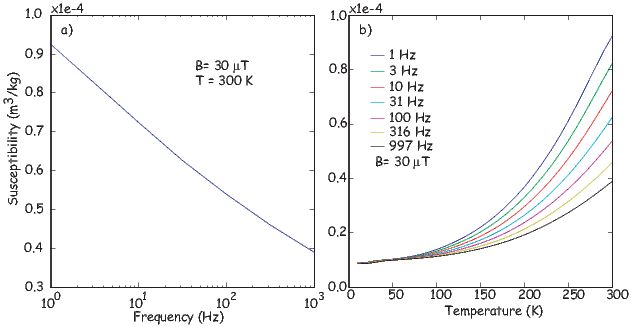 x1e-4
1.0
0.9
0.8
0.7
0.6
0.5
0.4
0.3
Susceptibility (m³/kg)
a)
B= 30 μT
T = 300 K
10⁰
10¹
10²
10³
Frequency (Hz)
x1e-4
1.0
0.8
0.6
0.4
0,2
0.0
b)
1 Hz
3 Hz
10 Hz
31 Hz
100 Hz
316 Hz
997 Hz
B= 30 μT
0
50
100
150
200
250
300
Temperature (K)